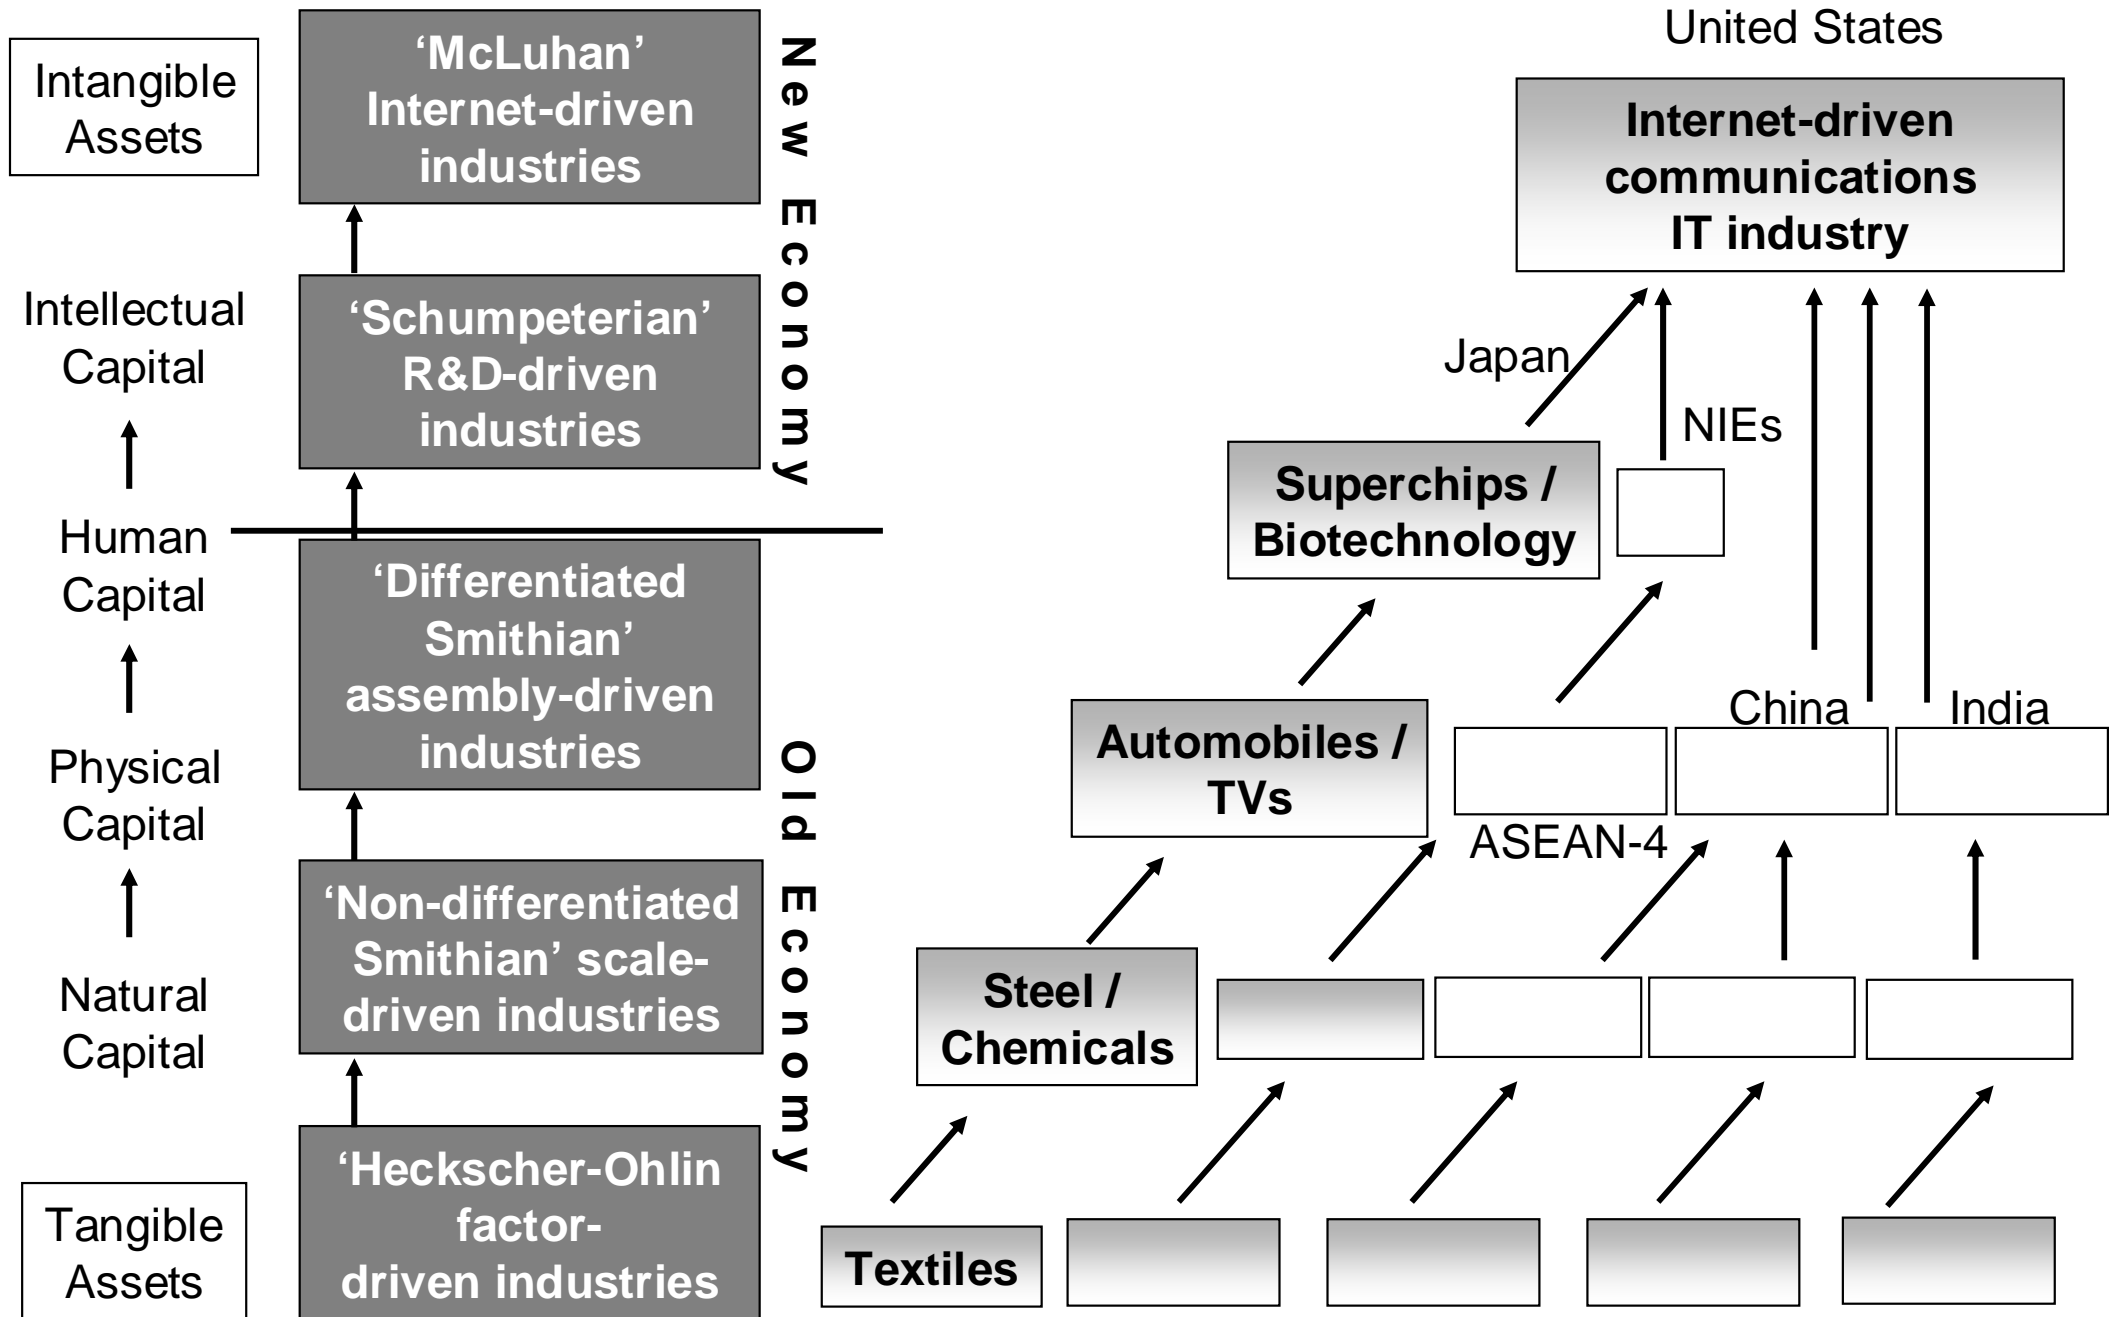 Intangible
Assets
Intellectual
Capital
Human
Capital
Physical
Capital
Natural
Capital
Tangible
Assets
‘McLuhan’
Internet-driven
industries
‘Schumpeterian’
R&D-driven
industries
‘Differentiated
Smithian’
assembly-driven
industries
‘Non-differentiated
Smithian’ scale-
driven industries
‘Heckscher-Ohlin
factor-
driven industries
New Economy
Old Economy
United States
Internet-driven
communications
IT industry
Japan
NIEs
Superchips /
Biotechnology
China
India
Automobiles /
TVs
ASEAN-4
Steel /
Chemicals
Textiles